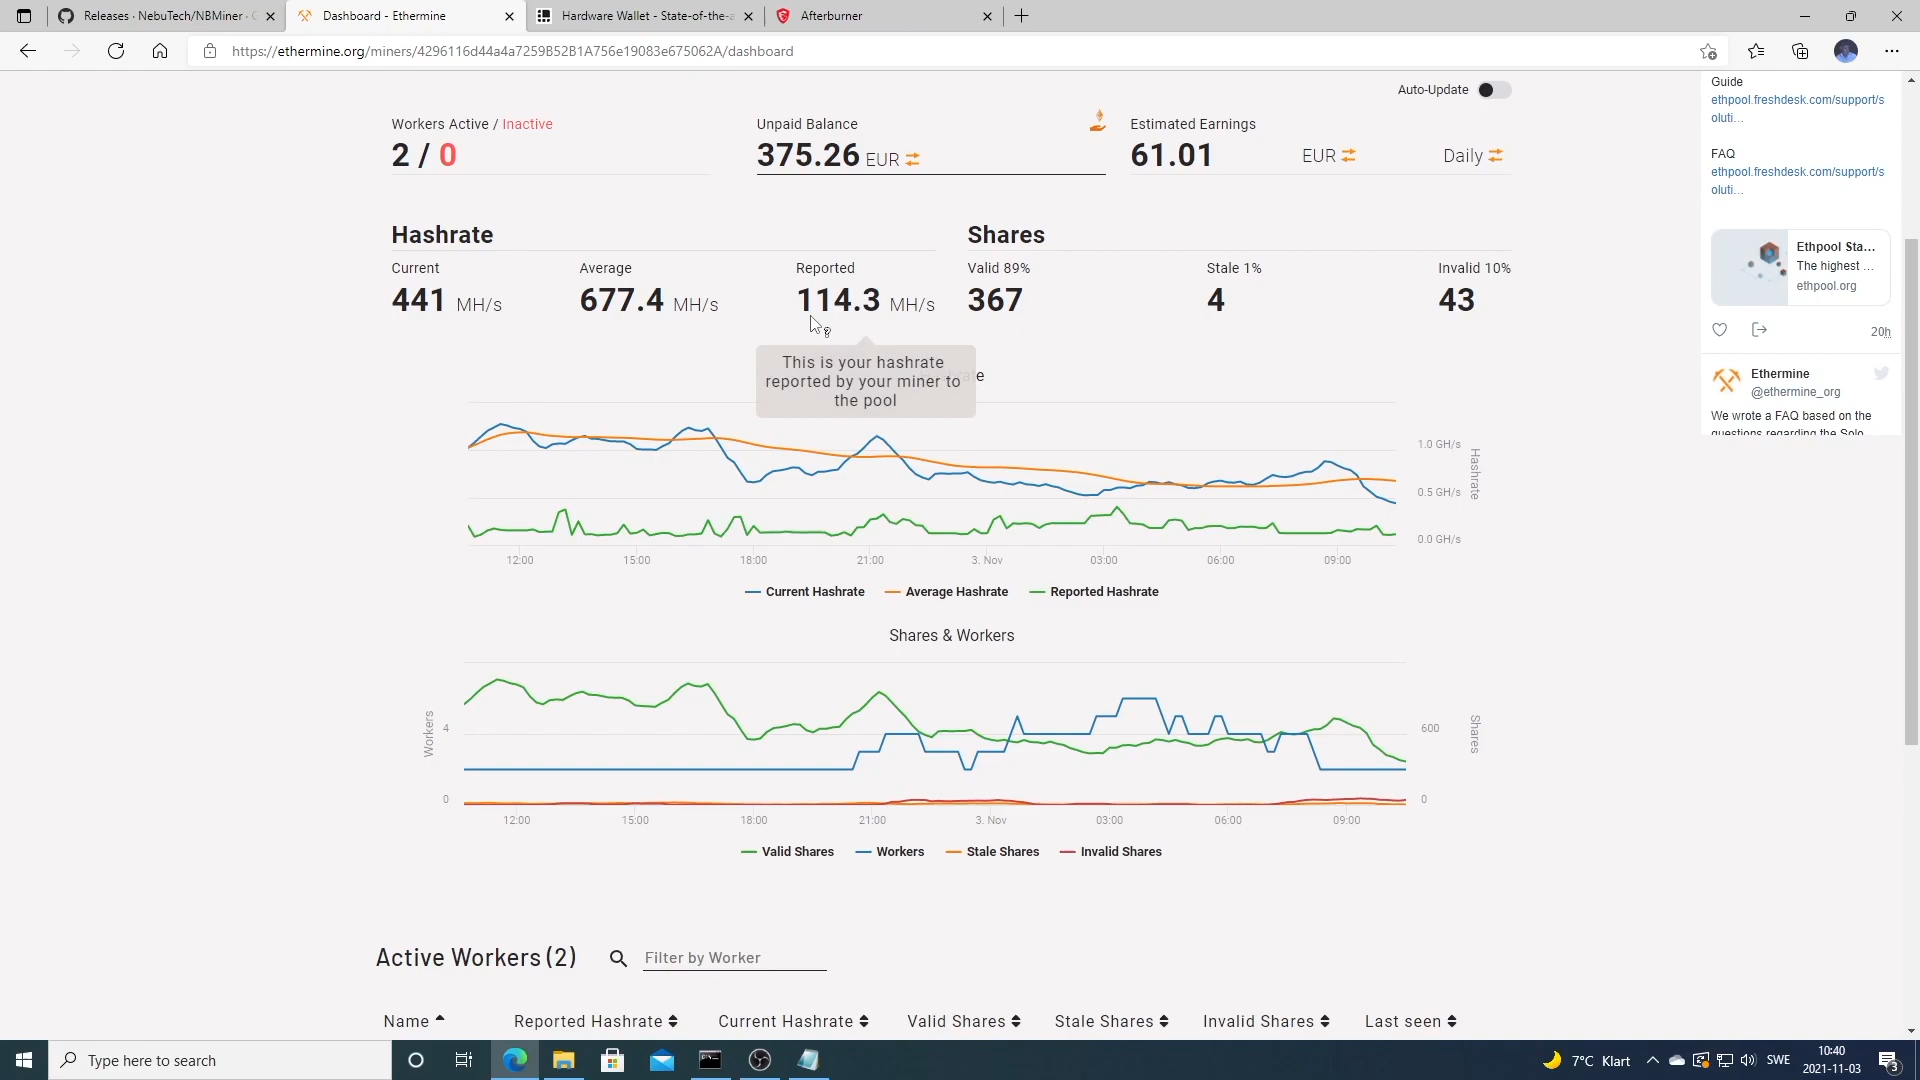 Releases · NebuTech/NBMiner ·
Dashboard - Ethermine
Hardware Wallet - State-of-the-a
Afterburner
https://ethermine.org/miners/4296116d44a4a7259B52B1A756e19083e675062A/dashboard
Auto-Update
Workers Active / Inactive
2 / 0
Unpaid Balance
375.26 EUR
Estimated Earnings
61.01 EUR Daily
Hashrate
Current
441 MH/s
Average
677.4 MH/s
Reported
114.3 MH/s
Shares
Valid 89%
367
Stale 1%
4
Invalid 10%
43
This is your hashrate
reported by your miner to
the pool
1.0 GH/s
0.5 GH/s
0.0 GH/s
Hashrate
12:00 15:00 18:00 21:00 3. Nov 03:00 06:00 09:00
Current Hashrate Average Hashrate Reported Hashrate
Shares & Workers
Workers
4
0
600
0
Shares
12:00 15:00 18:00 21:00 3. Nov 03:00 06:00 09:00
Valid Shares Workers Stale Shares Invalid Shares
Active Workers (2)
Filter by Worker
Name Reported Hashrate Current Hashrate Valid Shares Stale Shares Invalid Shares Last seen
Guide
ethpool.freshdesk.com/support/s
oluti...
FAQ
ethpool.freshdesk.com/support/s
oluti...
Ethpool Sta...
The highest ...
ethpool.org
20h
Ethermine
@ethermine_org
We wrote a FAQ based on the
questions regarding the Solo
Type here to search
7°C Klart
SWE
10:40
2021-11-03
3